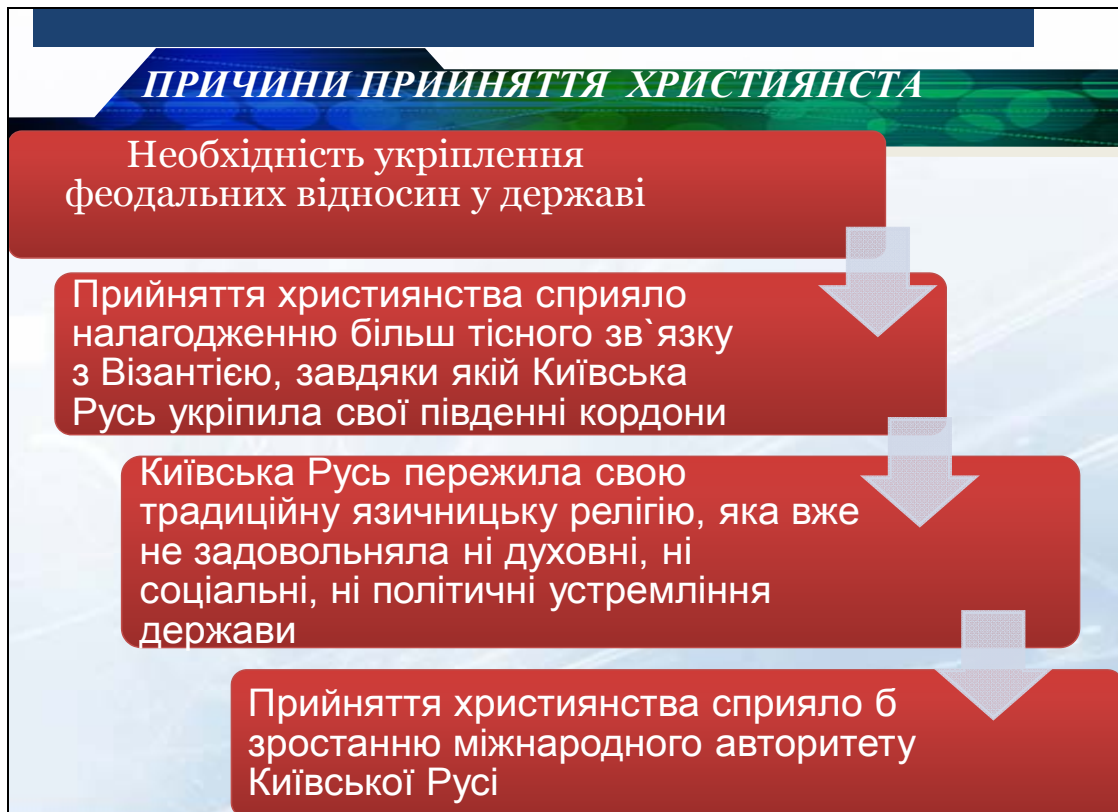 ПРИЧИНИ ПРИИНЯТТЯ ХРИСТИЯНСТА
Необхідність укріплення
феодальних відносин у державі
Прийняття християнства сприяло
налагодженню більш тісного зв`язку
з Візантією, завдяки якій Київська
Русь укріпила свої південні кордони
Київська Русь пережила свою
традиційну язичницьку релігію, яка вже
не задовольняла ні духовні, ні
соціальні, ні політичні устремління
держави
Прийняття християнства сприяло б
зростанню міжнародного авторитету
Київської Русі